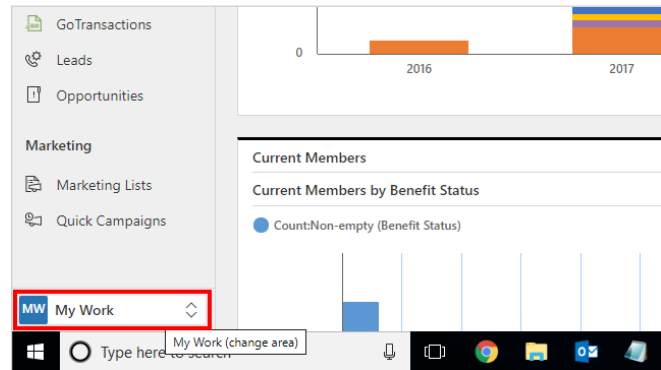 GoTransactions
Leads
Opportunities
Marketing
Marketing Lists
Quick Campaigns
MW My Work
My Work (change area)
0
2016 2017
Current Members
Current Members by Benefit Status
Count:Non-empty (Benefit Status)
Type here to search